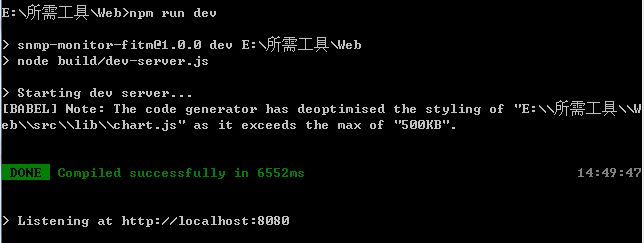 E:\所需工具\Web>npm run dev
> snmp-monitor-fitm@1.0.0 dev E:\所需工具\Web
> node build/dev-server.js
> Starting dev server...
[BABEL] Note: The code generator has deoptimised the styling of "E:\\所需工具\\W
eb\\src\\lib\\chart.js" as it exceeds the max of "500KB".
DONE Compiled successfully in 6552ms 14:49:47
> Listening at http://localhost:8080